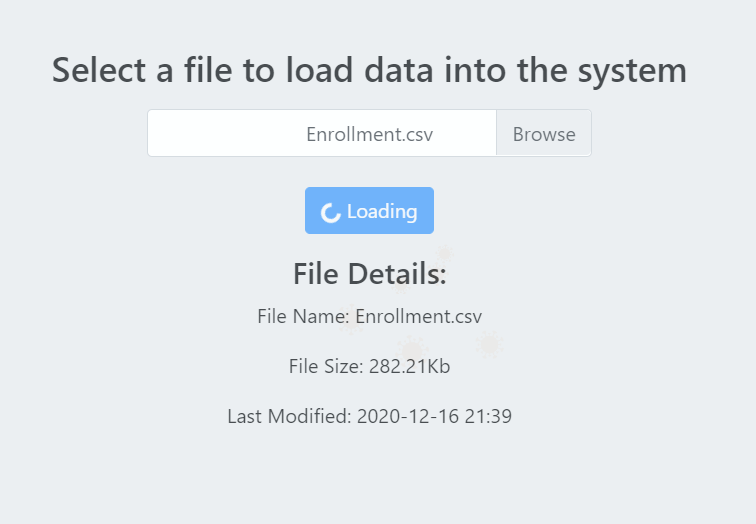 Select a file to load data into the system
Enrollment.csv Browse
Loading
File Details:
File Name: Enrollment.csv
File Size: 282.21Kb
Last Modified: 2020-12-16 21:39